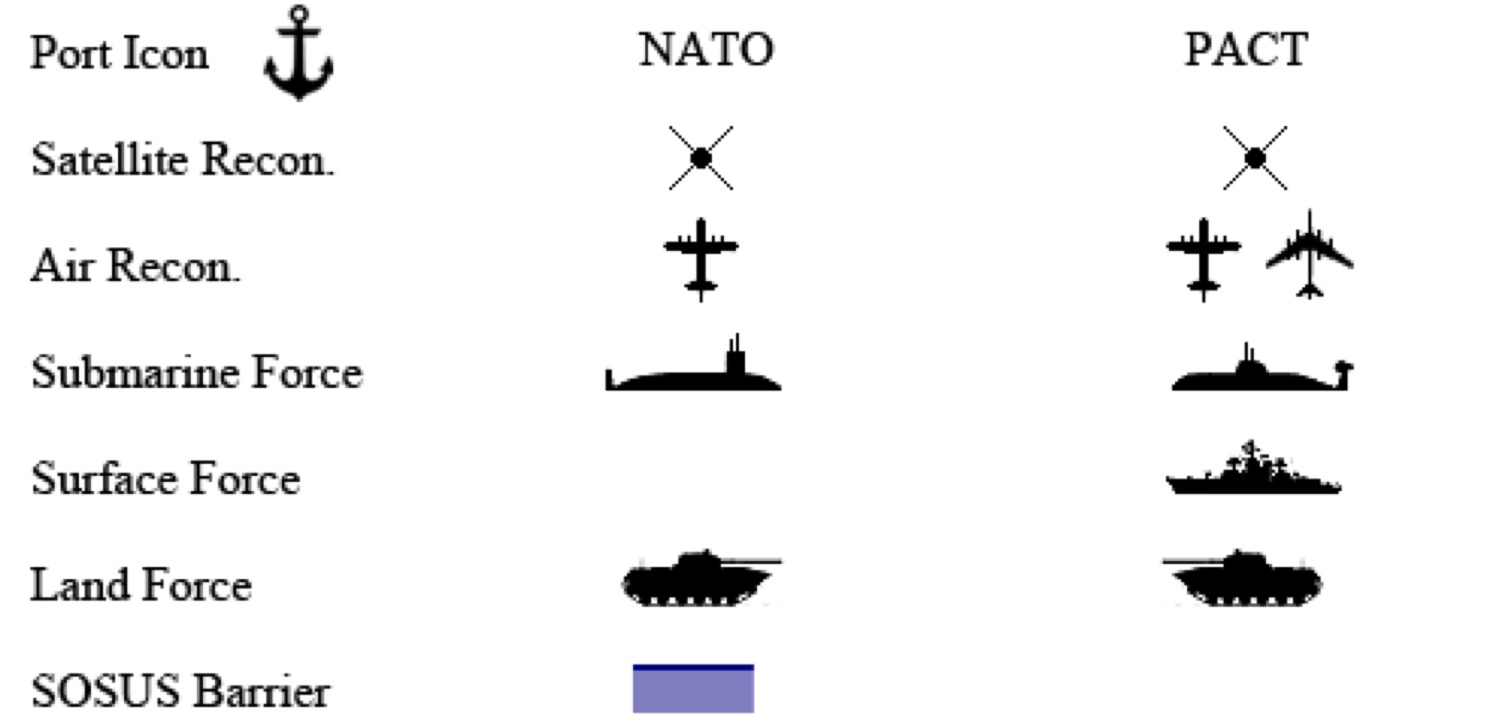 Port Icon NATO PACT
Satellite Recon.
Air Recon.
Submarine Force
Surface Force
Land Force
SOSUS Barrier